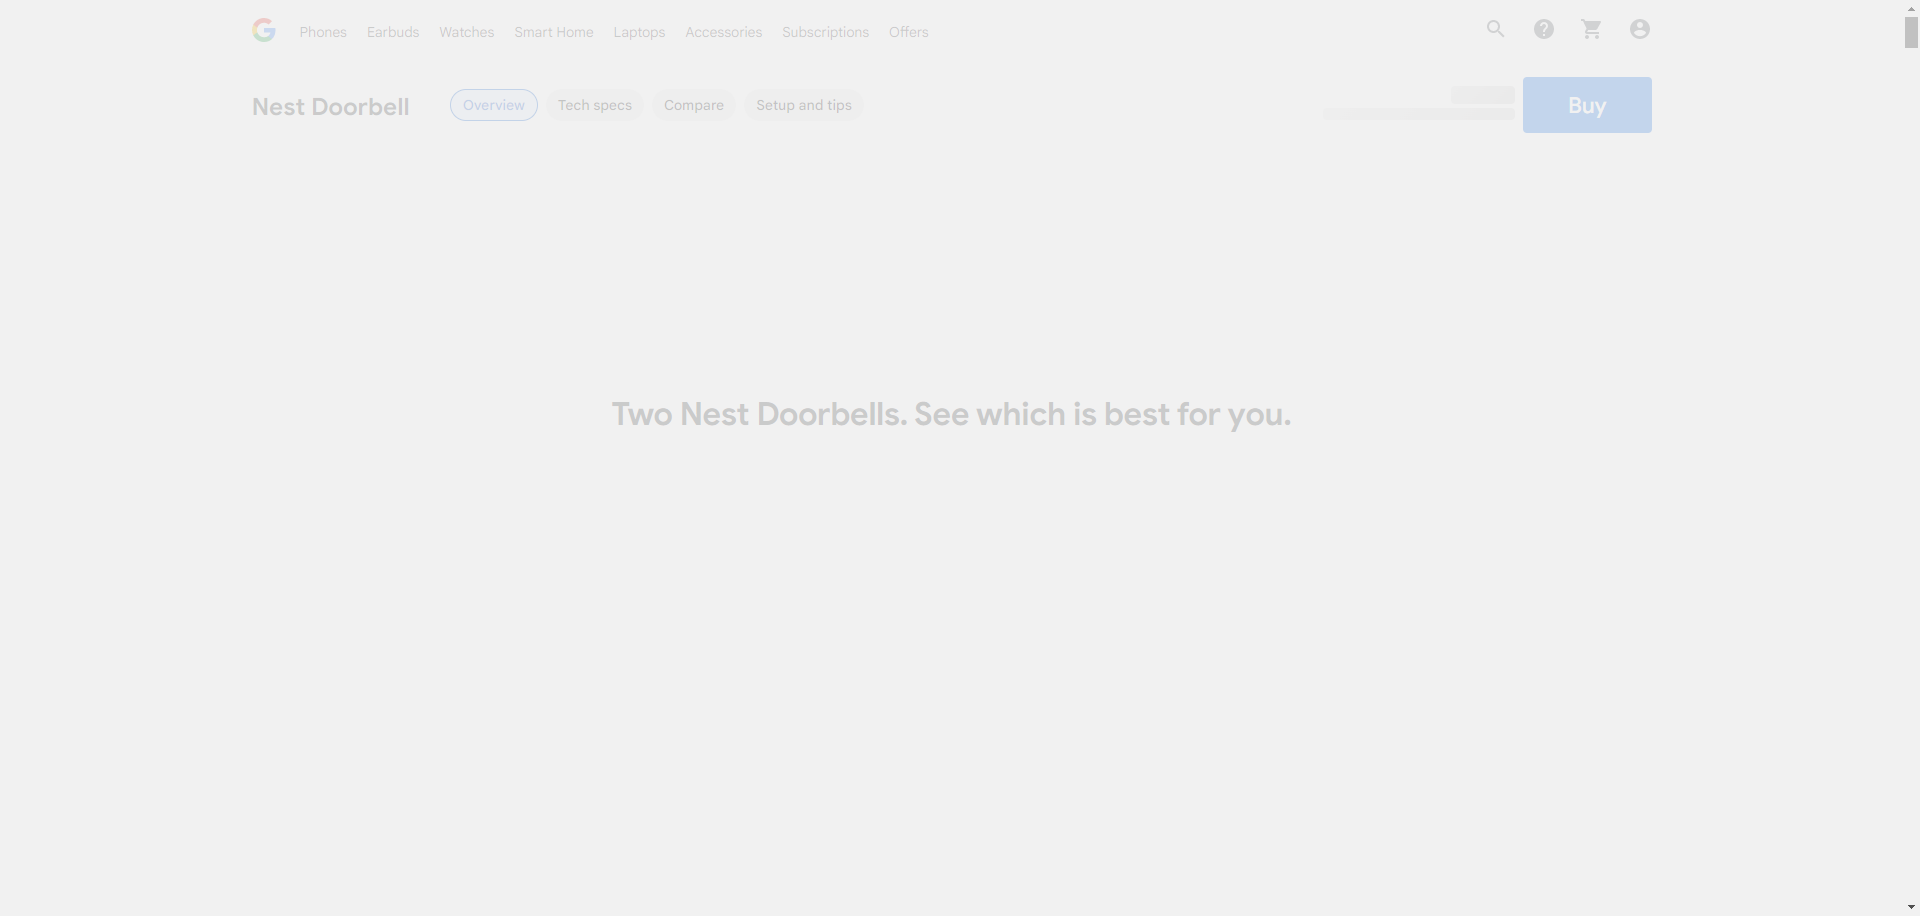 Phones Earbuds Watches Smart Home Laptops Accessories Subscriptions Offers
Nest Doorbell Overview Tech specs Compare Setup and tips Buy
Two Nest Doorbells. See which is best for you.